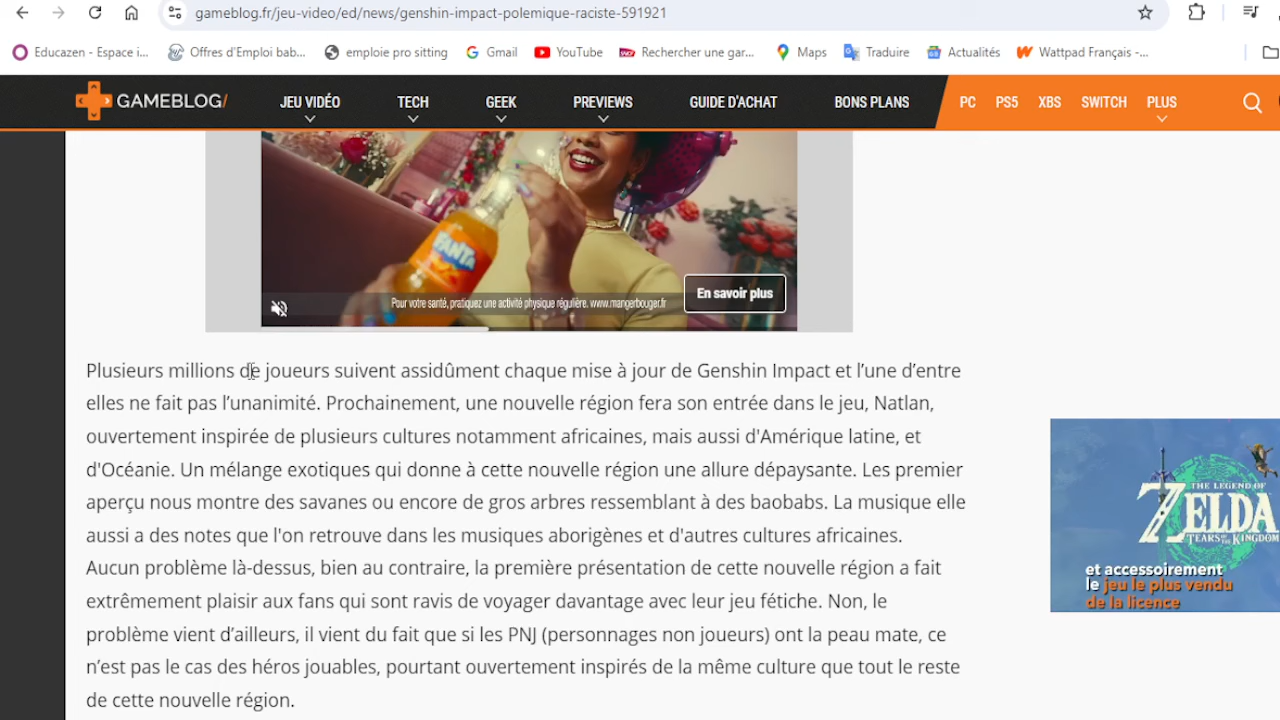 gameblog.fr/jeu-video/ed/news/genshin-impact-polemique-raciste-591921
Educazen - Espace i... Offres d'Emploi bab... emploie pro sitting Gmail YouTube Rechercher une gar... Maps Traduire Actualités Wattpad Français -...
GAMEBLOG/ JEU VIDÉO TECH GEEK PREVIEWS GUIDE D'ACHAT BONS PLANS PC PS5 XBS SWITCH PLUS
FANTA
En savoir plus
Pour votre santé, pratiquez une activité physique régulière. www.mangerbouger.fr
Plusieurs millions de joueurs suivent assidûment chaque mise à jour de Genshin Impact et l’une d’entre
elles ne fait pas l’unanimité. Prochainement, une nouvelle région fera son entrée dans le jeu, Natlan,
ouvertement inspirée de plusieurs cultures notamment africaines, mais aussi d'Amérique latine, et
d'Océanie. Un mélange exotiques qui donne à cette nouvelle région une allure dépaysante. Les premier
aperçu nous montre des savanes ou encore de gros arbres ressemblant à des baobabs. La musique elle
aussi a des notes que l'on retrouve dans les musiques aborigènes et d'autres cultures africaines.
Aucun problème là-dessus, bien au contraire, la première présentation de cette nouvelle région a fait
extrêmement plaisir aux fans qui sont ravis de voyager davantage avec leur jeu fétiche. Non, le
problème vient d’ailleurs, il vient du fait que si les PNJ (personnages non joueurs) ont la peau mate, ce
n’est pas le cas des héros jouables, pourtant ouvertement inspirés de la même culture que tout le reste
de cette nouvelle région.
THE LEGEND OF
ZELDA
TEARS OF THE KINGDOM
et accessoirement
le jeu le plus vendu
de la licence